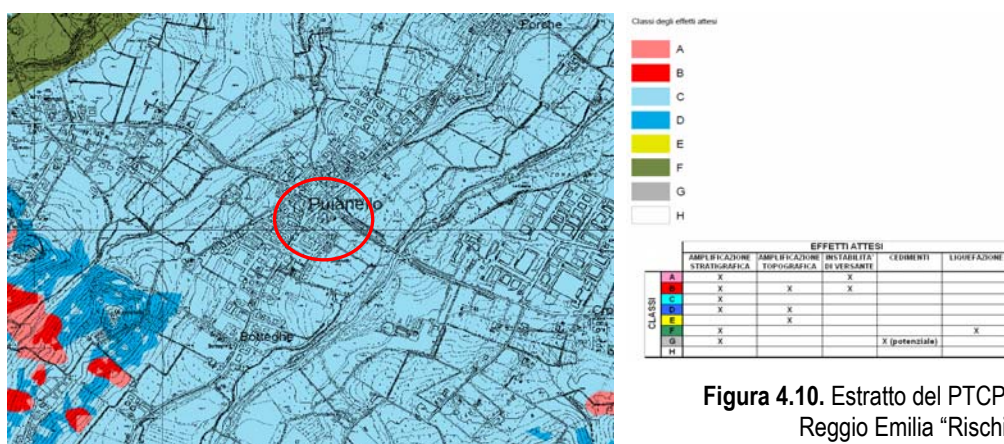 Forche
Puianello
Botteghe
Classi degli effetti attesi
A
B
C
D
E
F
G
H
EFFETTI ATTESI
AMPLIFICAZIONE STRATIGRAFICA AMPLIFICAZIONE TOPOGRAFICA INSTABILITA' DI VERSANTE CEDIMENTI LIQUEFAZIONE
CLASSI
A X X
B X X X
C X
D X X
E X
F X X
G X X (potenziale)
H
Figura 4.10. Estratto del PTCP
Reggio Emilia “Rischi